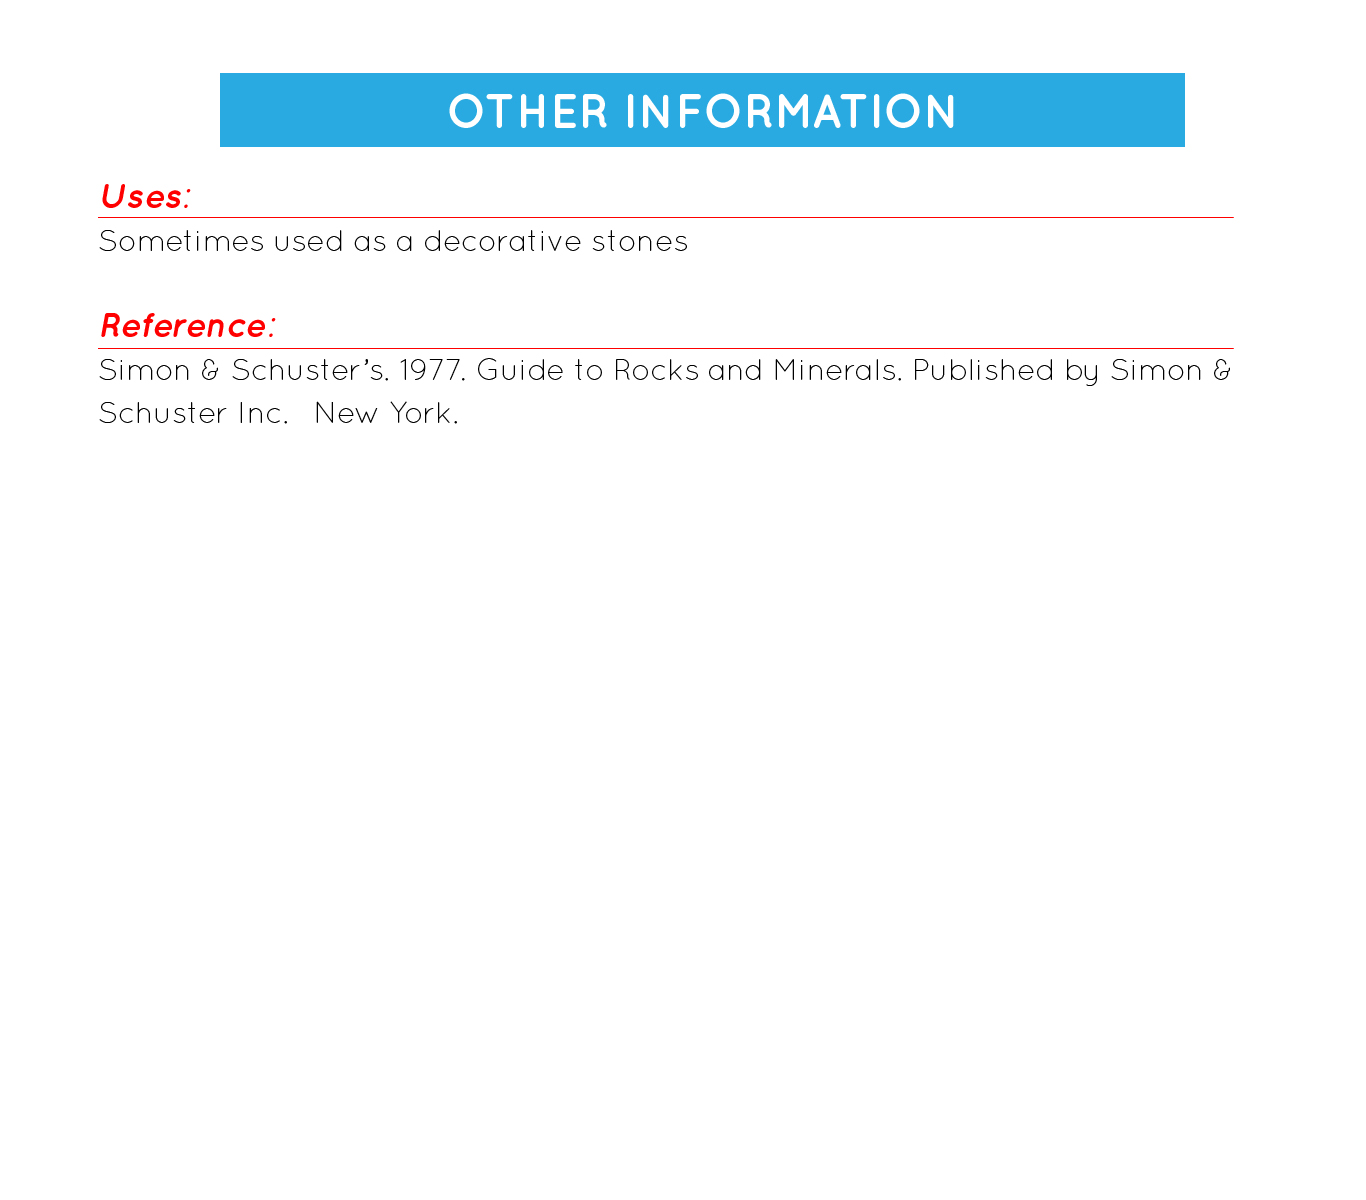 OTHER INFORMATION
Uses:
Sometimes used as a decorative stones
Reference:
Simon & Schuster's. 1977. Guide to Rocks and Minerals. Published by Simon &
Schuster Inc.   New York.